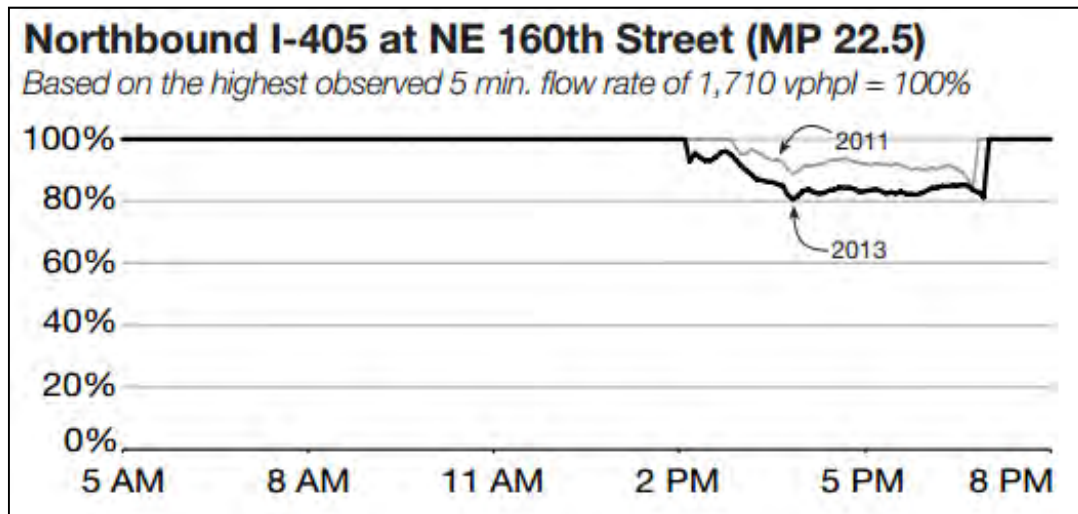 Northbound I-405 at NE 160th Street (MP 22.5)
Based on the highest observed 5 min. flow rate of 1,710 vphpl = 100%
100%
2011
80%
2013
60%
40%
20%
0%
5 AM 8 AM 11 AM 2 PM 5 PM 8 PM